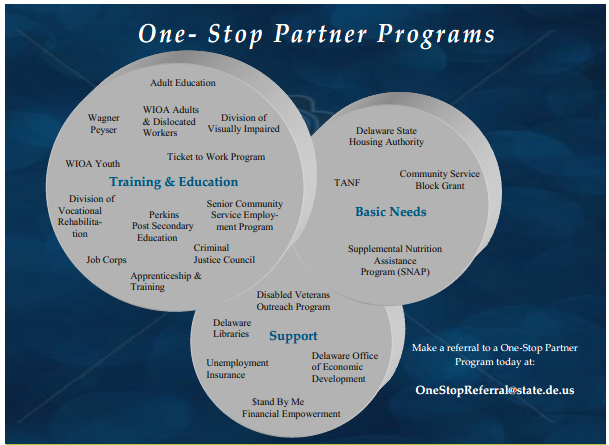 One- Stop Partner Programs
Adult Education
Wagner
Peyser
WIOA Adults
& Dislocated
Workers
Division of
Visually Impaired
WIOA Youth
Ticket to Work Program
Training & Education
Division of
Vocational
Rehabilita-
tion
Perkins
Post Secondary
Education
Senior Community
Service Employ-
ment Program
Criminal
Justice Council
Job Corps
Apprenticeship &
Training
Delaware State
Housing Authority
TANF
Community Service
Block Grant
Basic Needs
Supplemental Nutrition
Assistance
Program (SNAP)
Disabled Veterans
Outreach Program
Delaware
Libraries
Support
Unemployment
Insurance
Delaware Office
of Economic
Development
$tand By Me
Financial Empowerment
Make a referral to a One-Stop Partner
Program today at:
OneStopReferral@state.de.us